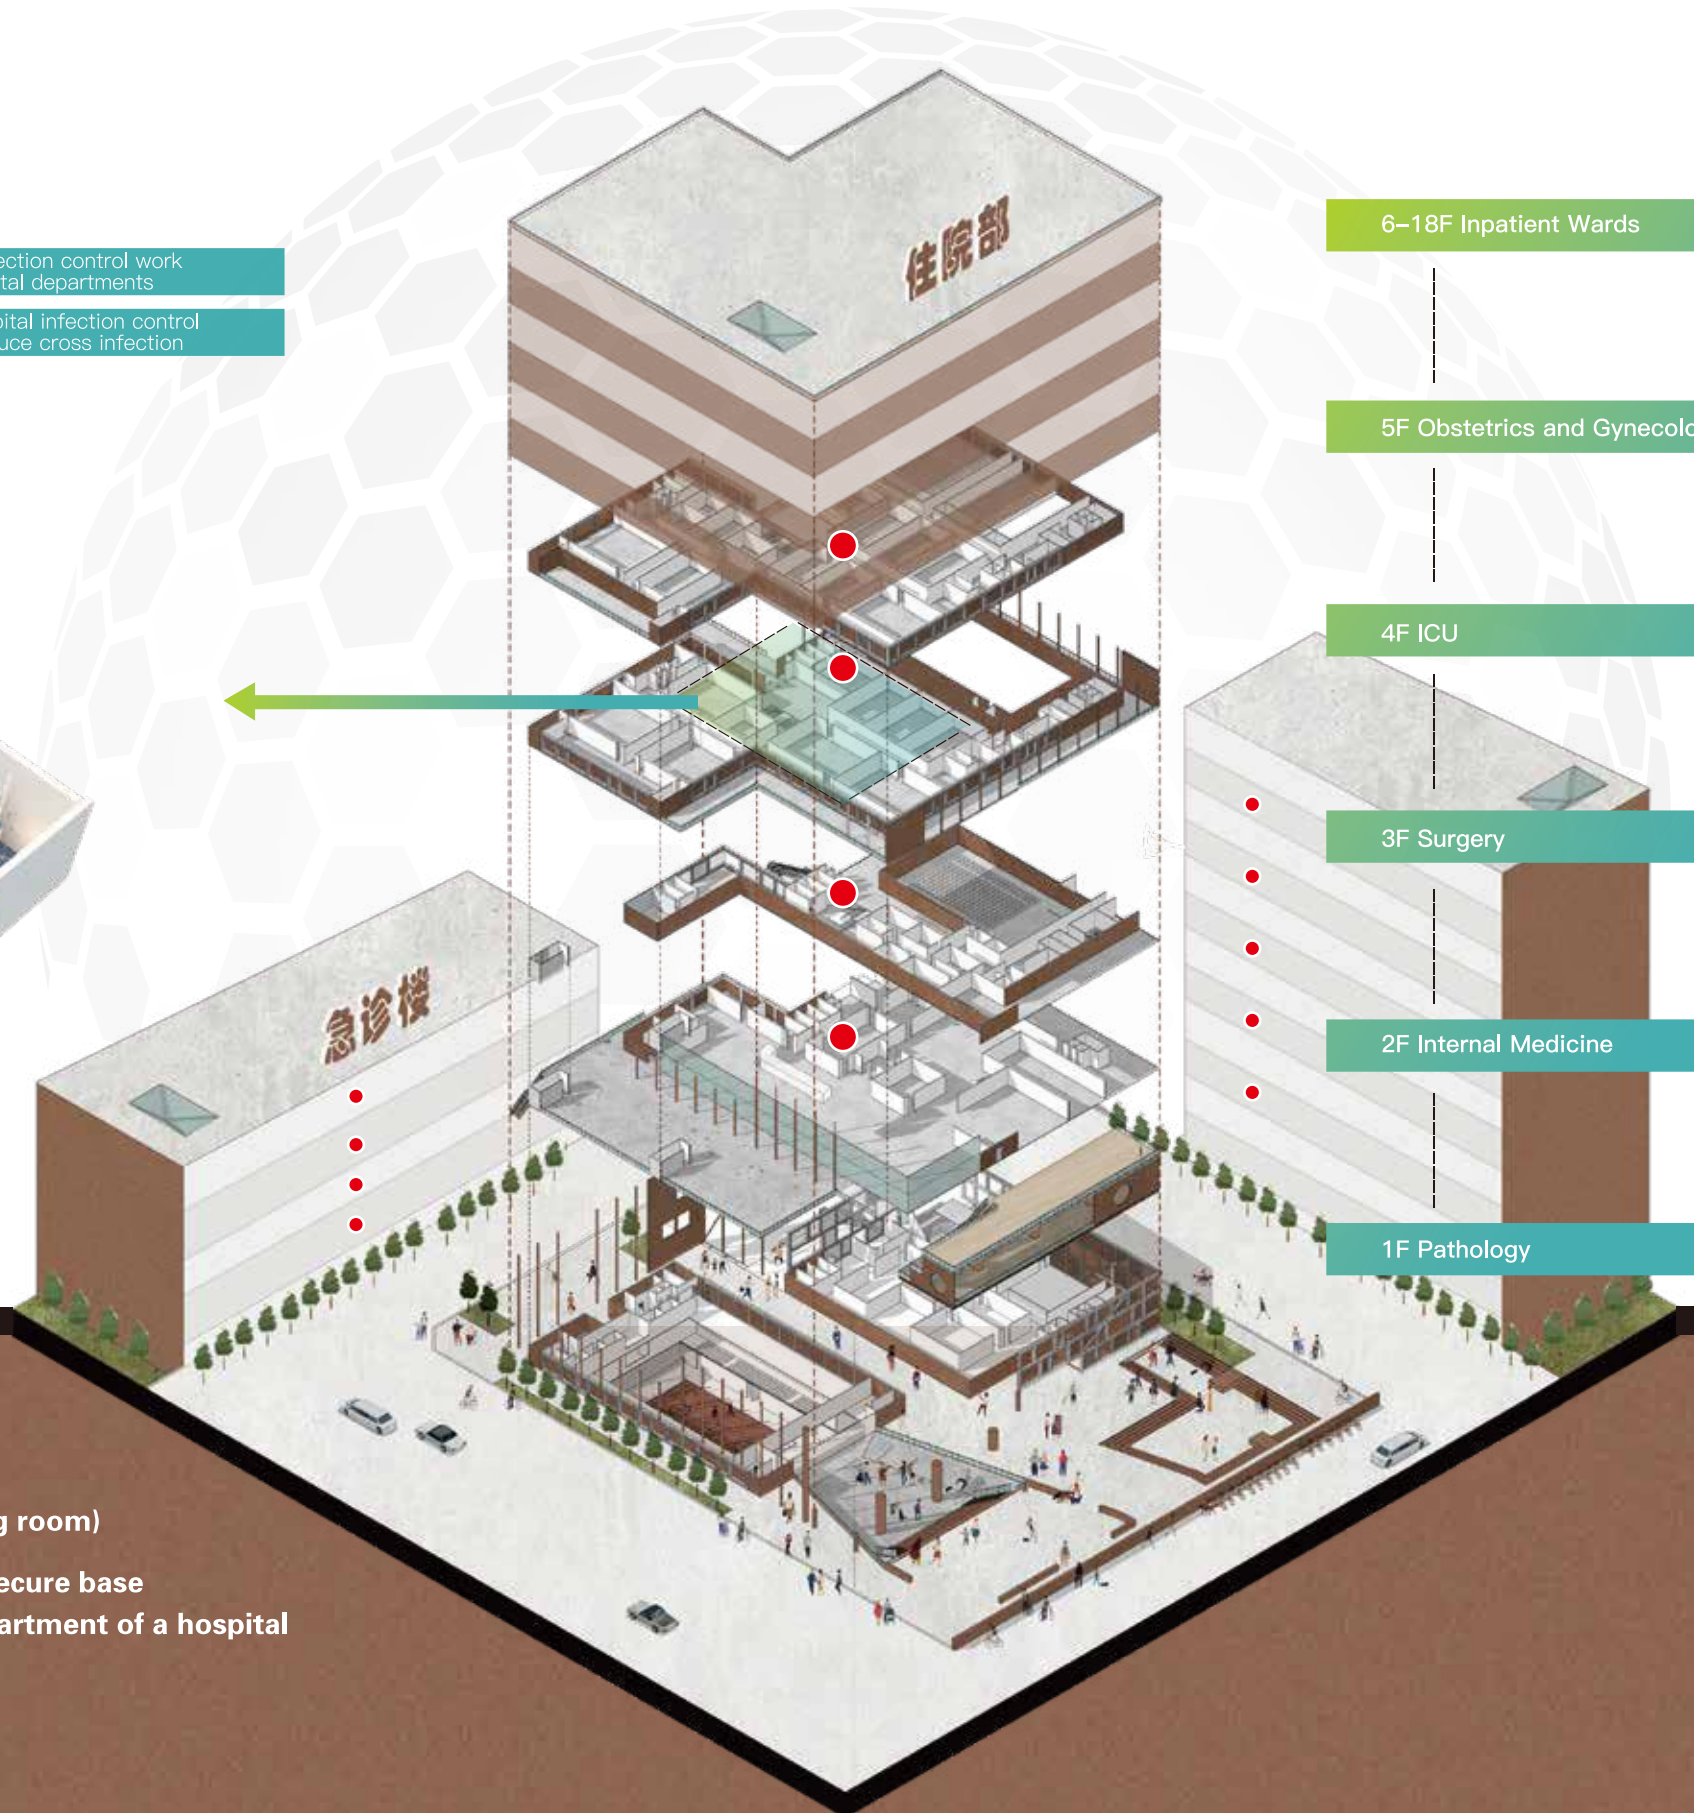 住院部
6–18F Inpatient Wards
ection control work
tal departments
pital infection control
uce cross infection
5F Obstetrics and Gynecolo
4F ICU
3F Surgery
急诊楼
2F Internal Medicine
1F Pathology
g room)
ecure base
artment of a hospital